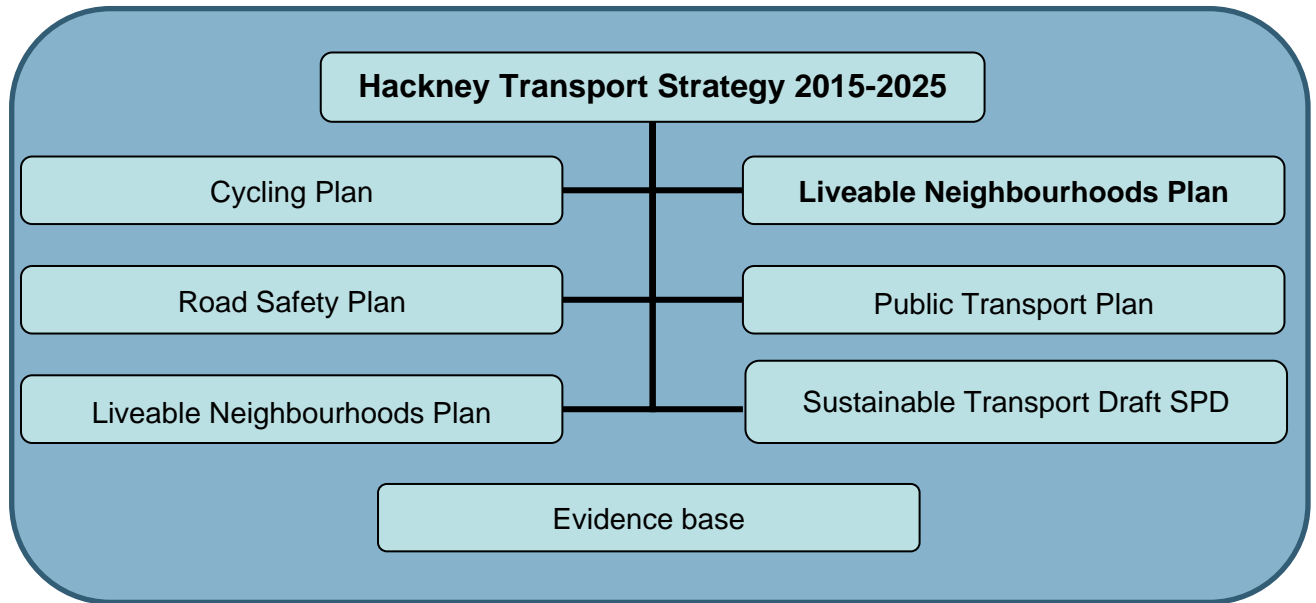 Hackney Transport Strategy 2015-2025
Cycling Plan
Liveable Neighbourhoods Plan
Road Safety Plan
Public Transport Plan
Liveable Neighbourhoods Plan
Sustainable Transport Draft SPD
Evidence base